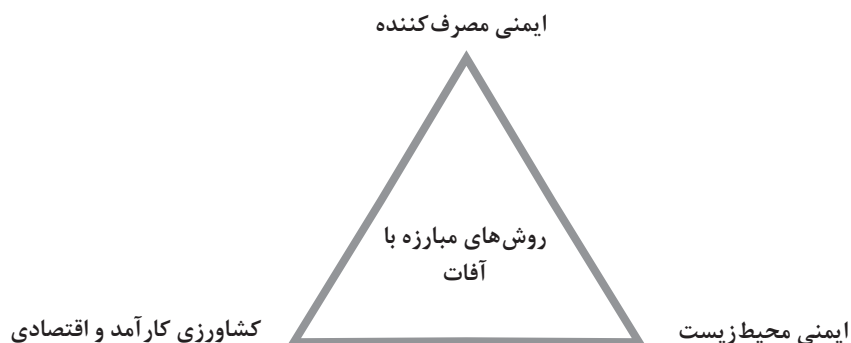 ایمنی مصرف‌کننده
روش‌های مبارزه با
آفات
ایمنی محیط‌زیست
کشاورزی کارآمد و اقتصادی